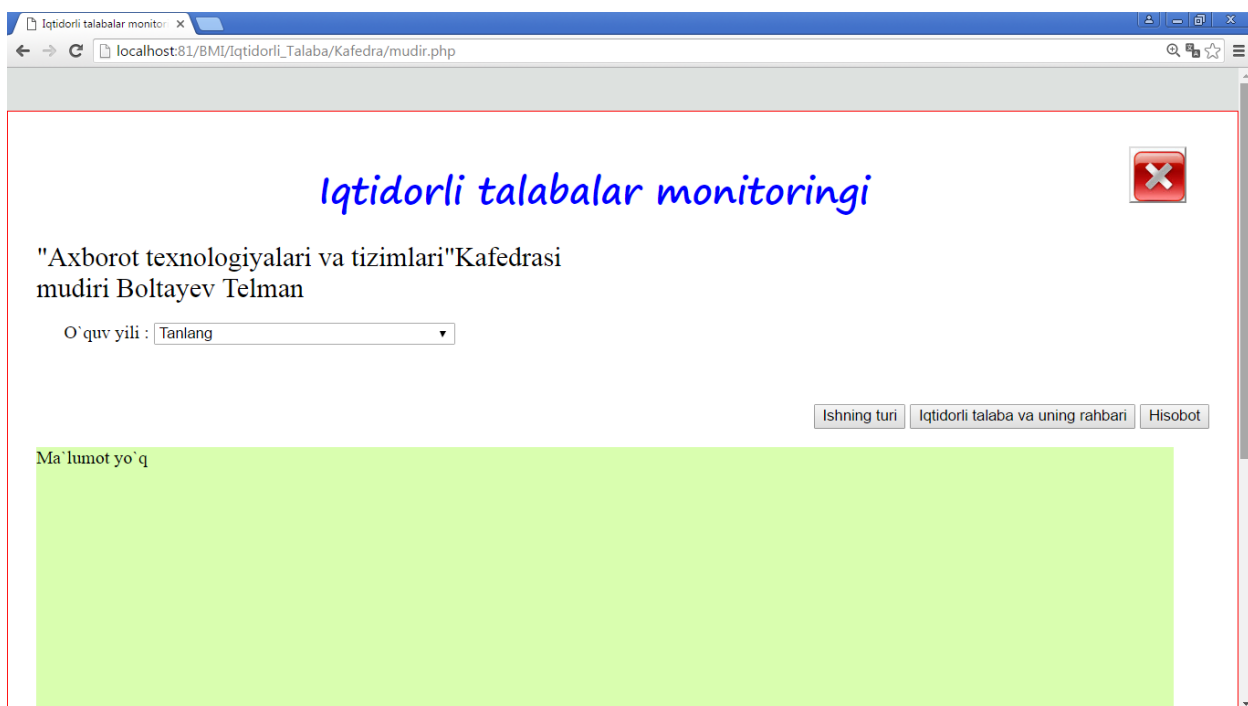 Iqtidorli talabalar monitor
localhost:81/BMI/Iqtidorli_Talaba/Kafedra/mudir.php
Iqtidorli talabalar monitoringi
"Axborot texnologiyalari va tizimlari"Kafedrasi
mudiri Boltayev Telman
O`quv yili : Tanlang
Ishning turi Iqtidorli talaba va uning rahbari Hisobot
Ma`lumot yo`q